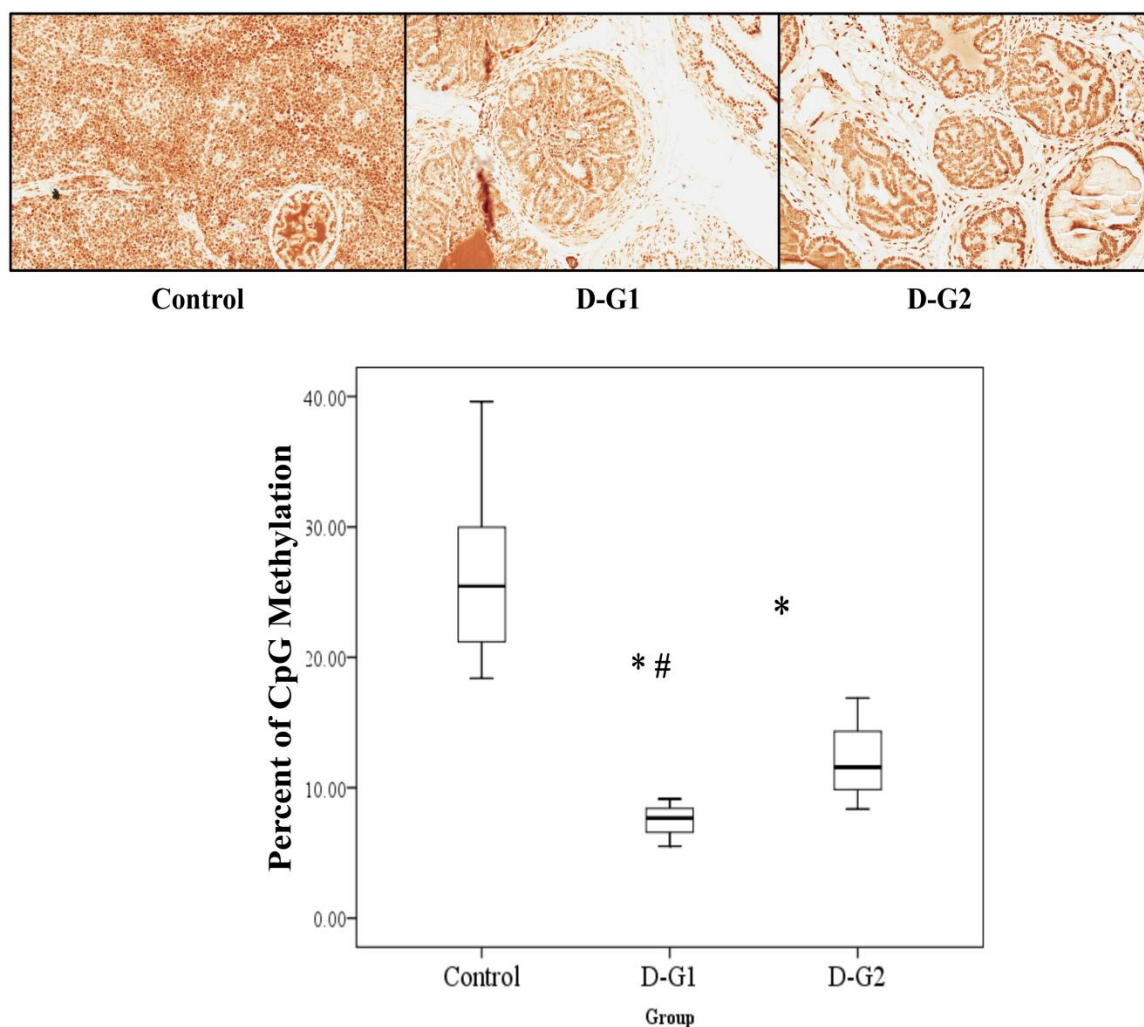 Control D-G1 D-G2
Percent of CpG Methylation
40.00
30.00
20.00
10.00
0.00
* #
*
Control D-G1 D-G2
Group